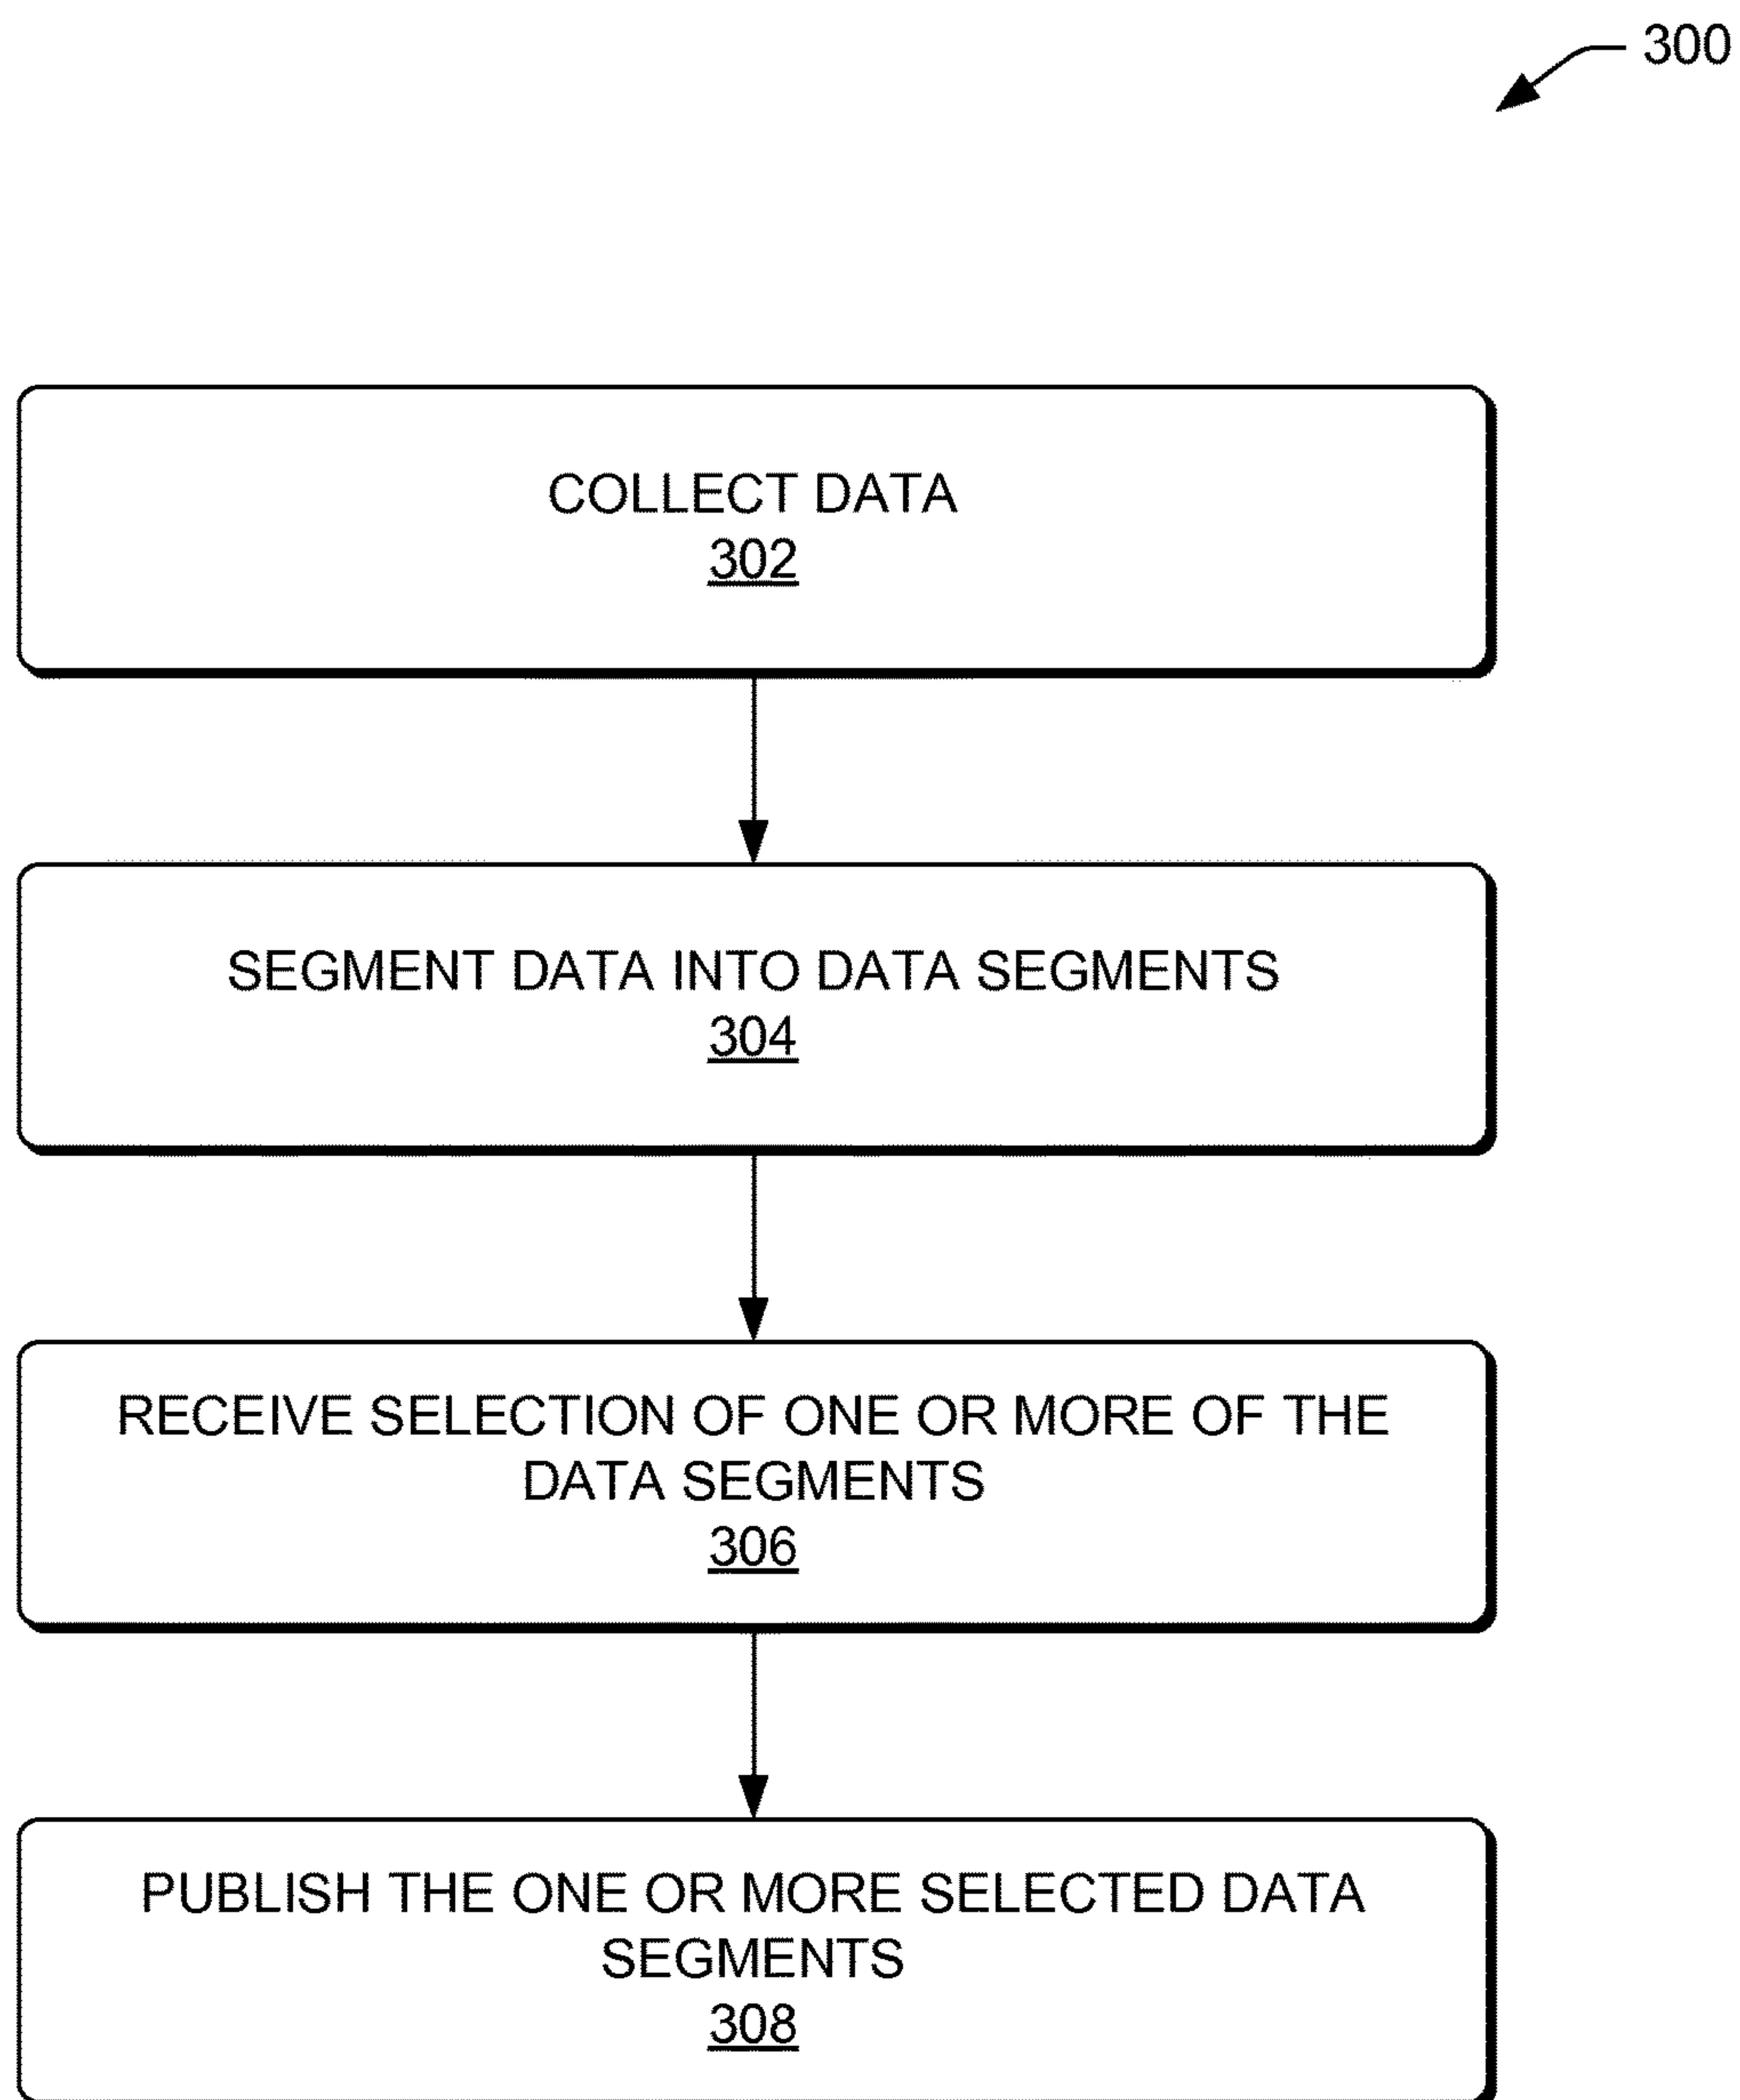 300
COLLECT DATA
302
SEGMENT DATA INTO DATA SEGMENTS
304
RECEIVE SELECTION OF ONE OR MORE OF THE
DATA SEGMENTS
306
PUBLISH THE ONE OR MORE SELECTED DATA
SEGMENTS
308